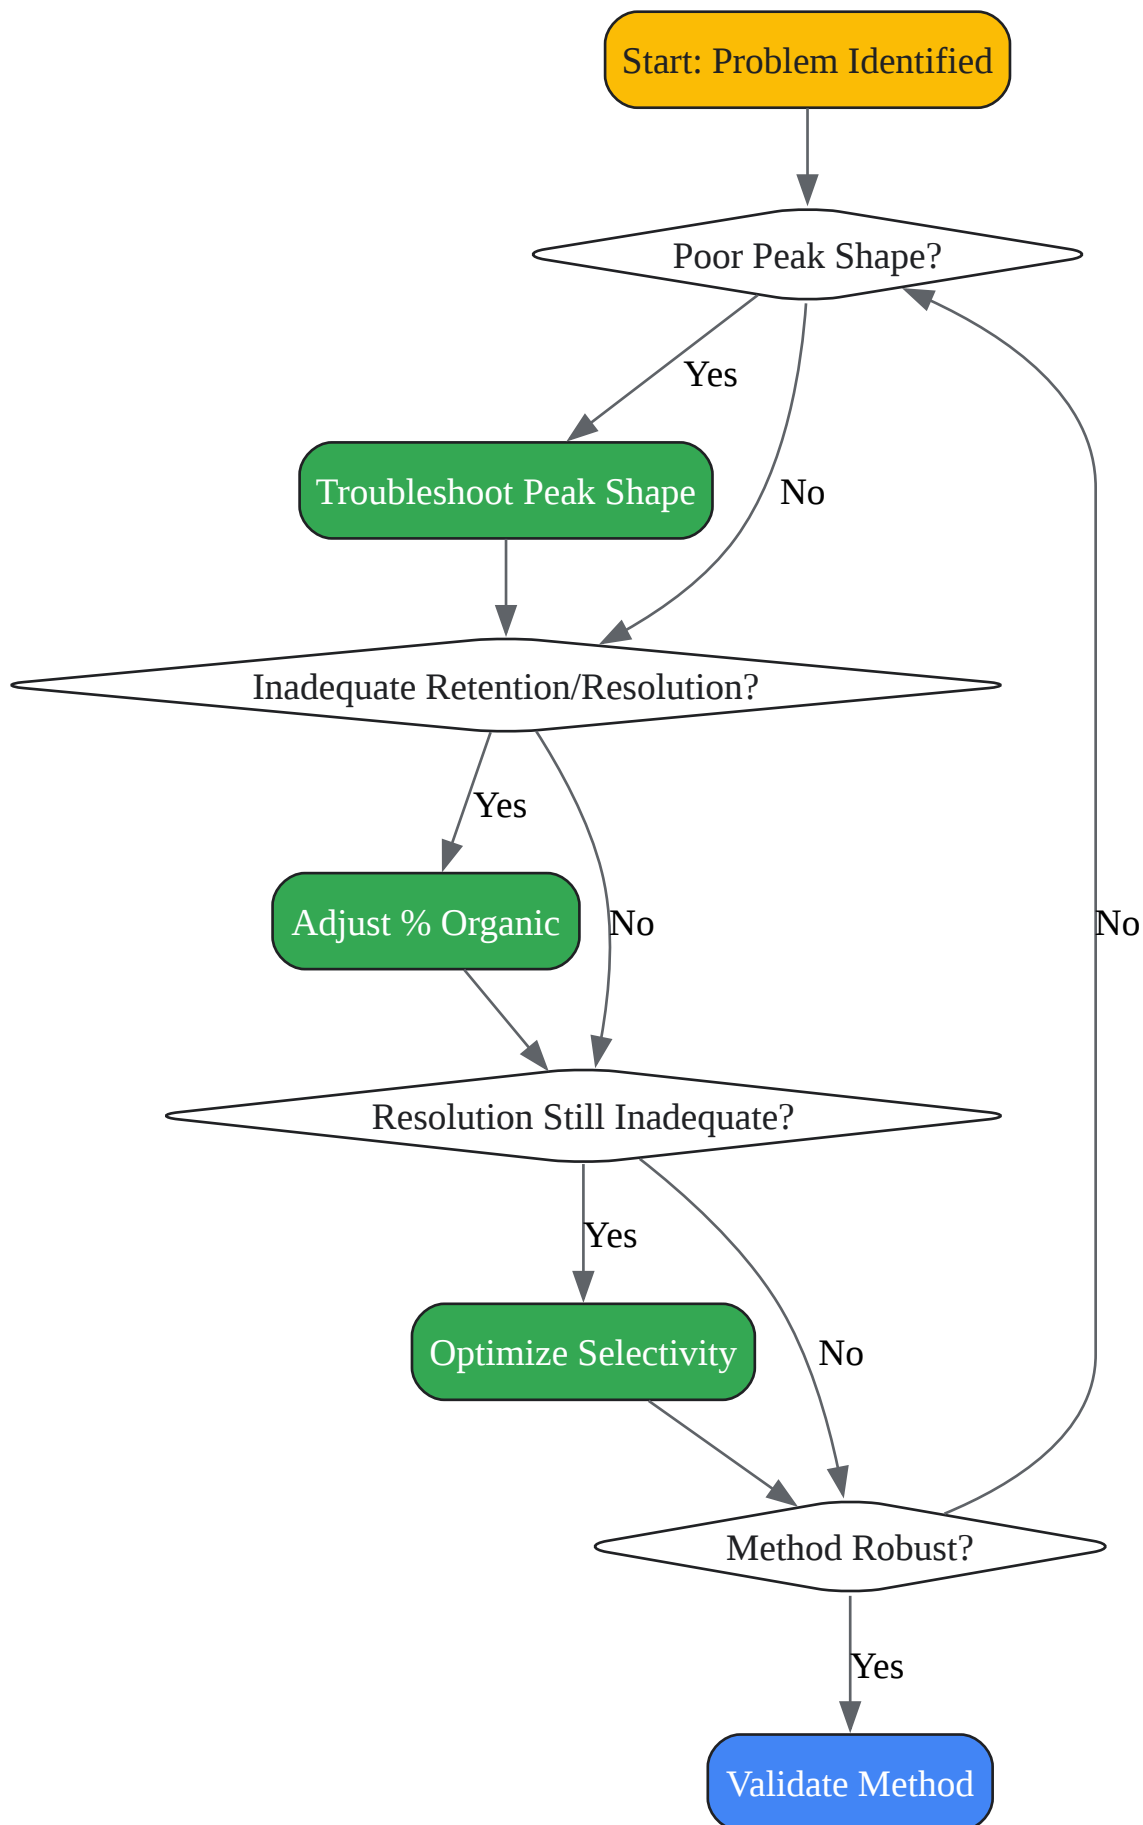 Start: Problem Identified
Poor Peak Shape?
Yes
Troubleshoot Peak Shape
No
Inadequate Retention/Resolution?
Yes
Adjust % Organic
No
No
Resolution Still Inadequate?
Yes
Optimize Selectivity
No
Method Robust?
Yes
Validate Method